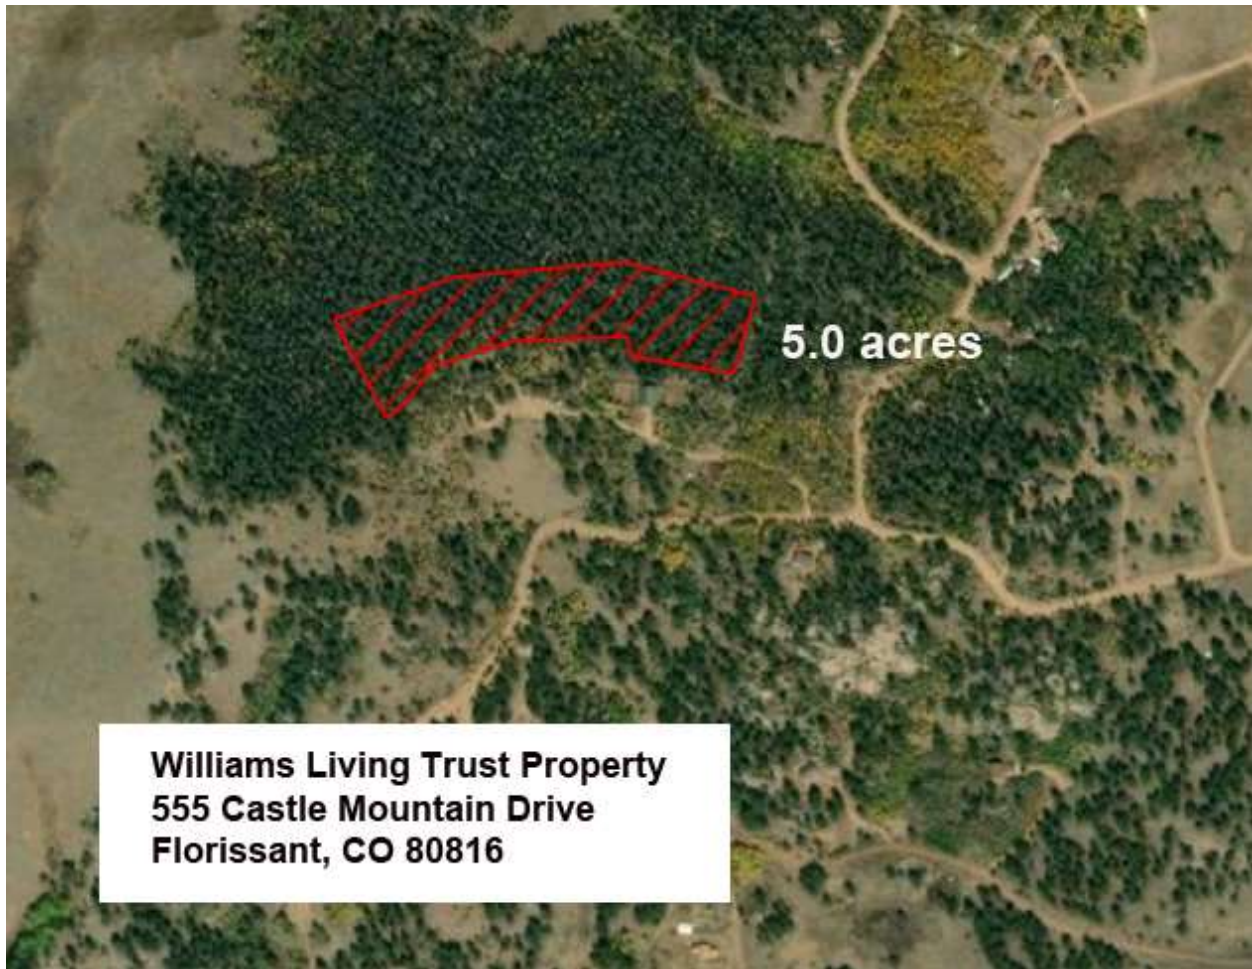 5.0 acres
Williams Living Trust Property
555 Castle Mountain Drive
Florissant, CO 80816